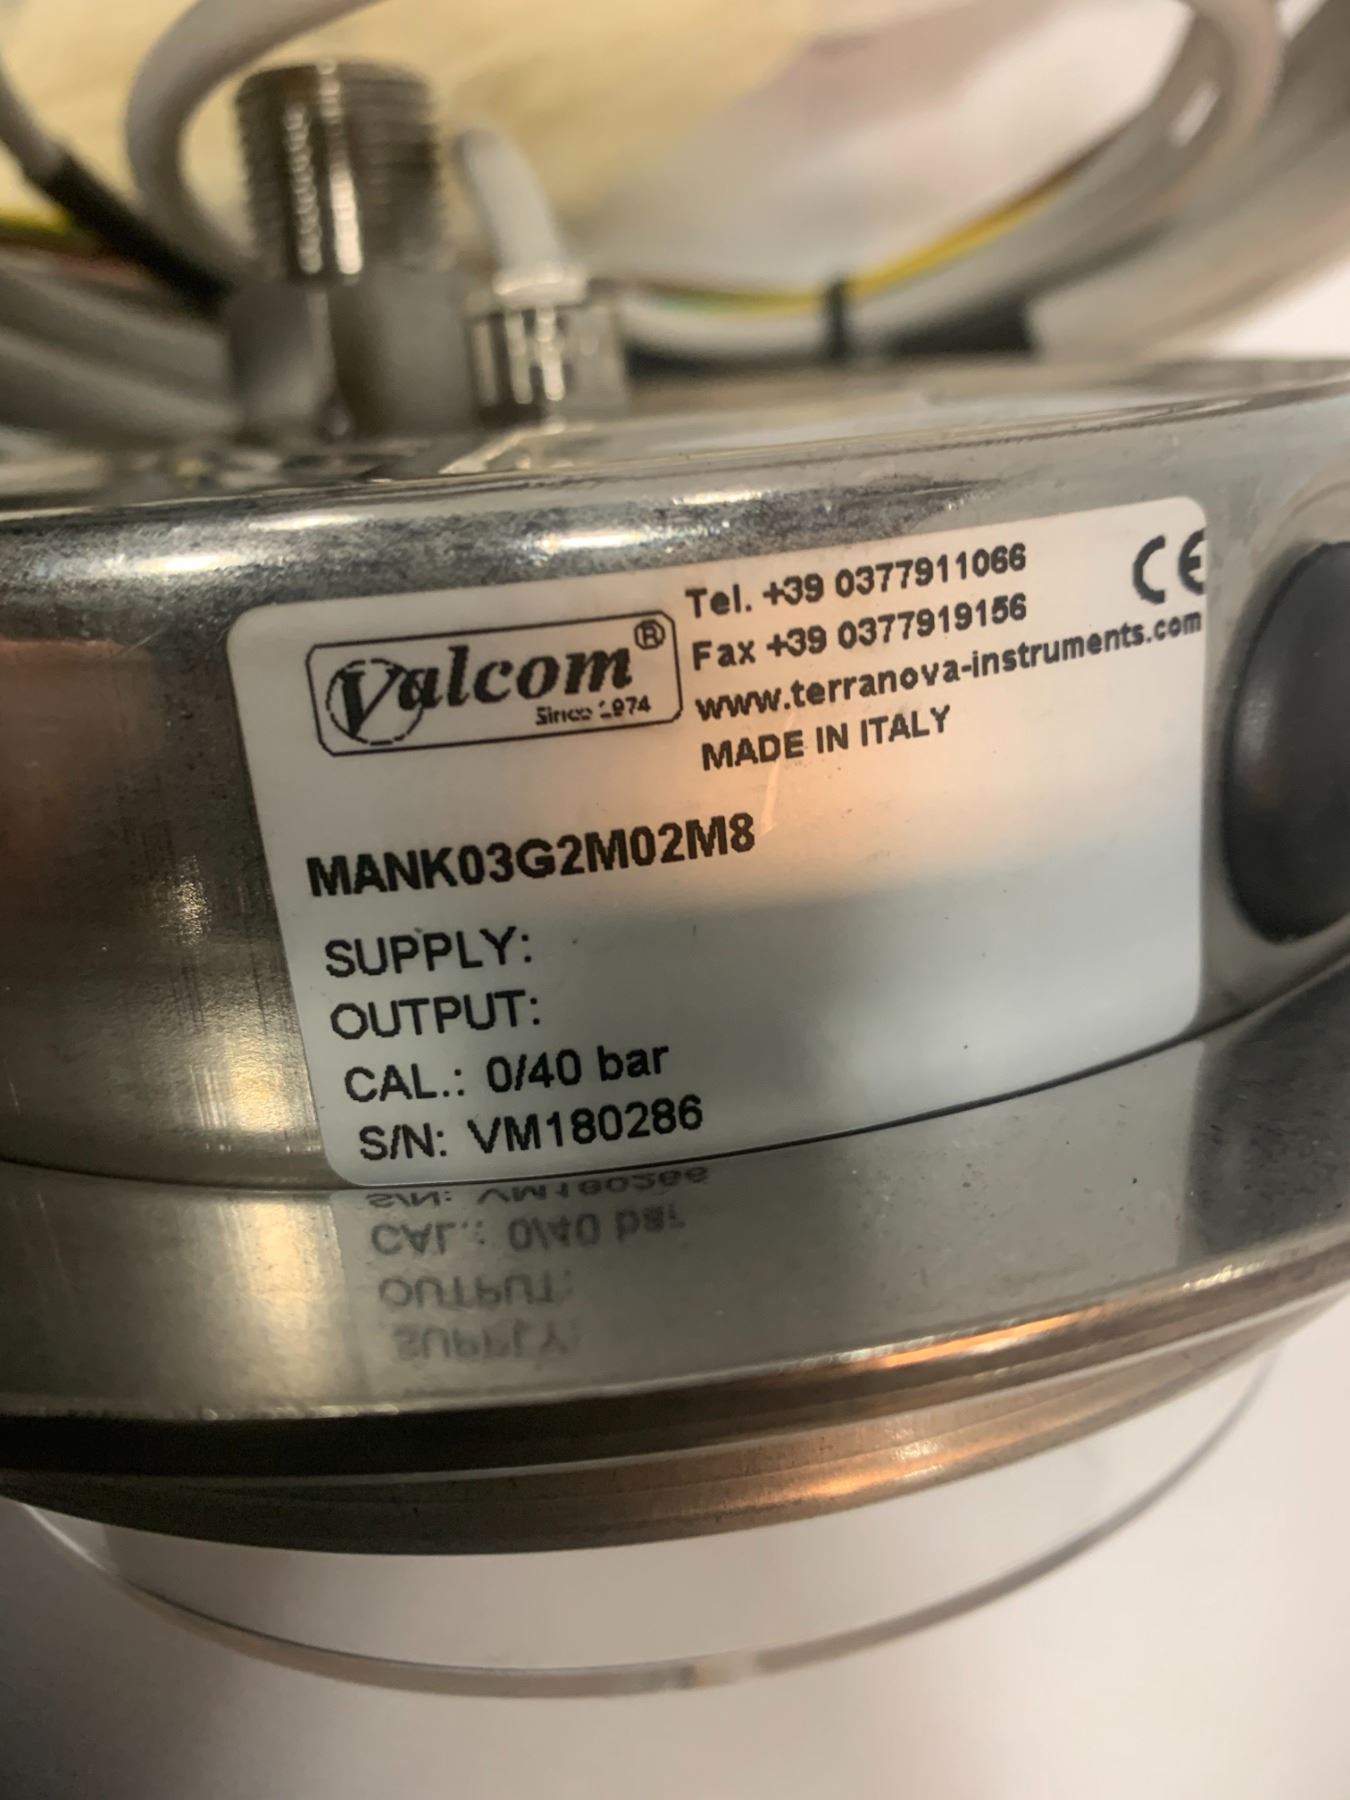 Valcom®
Since 1974
Tel. +39 0377911066
Fax +39 0377919156
www.terranova-instruments.com
MADE IN ITALY
CE
MANK03G2M02M8
SUPPLY:
OUTPUT:
CAL.: 0/40 bar
S/N: VM180286